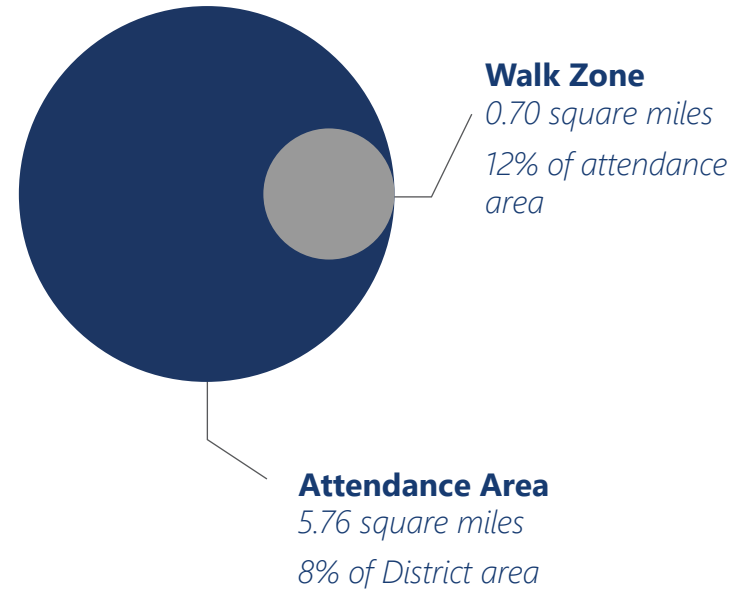 Walk Zone
0.70 square miles
12% of attendance
area
Attendance Area
5.76 square miles
8% of District area